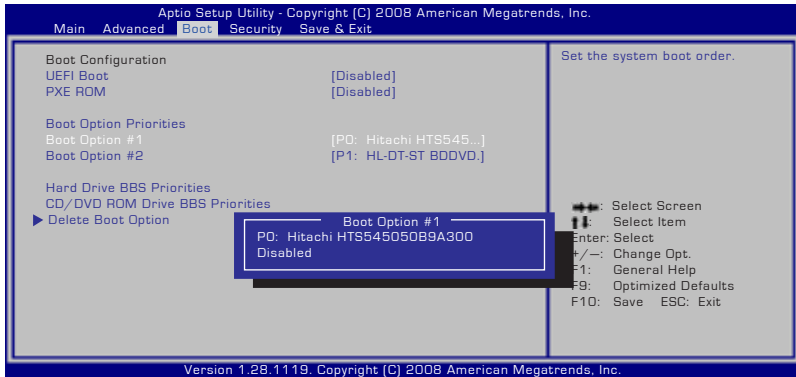 Aptio Setup Utility - Copyright (C) 2008 American Megatrends, Inc.
Main Advanced Boot Security Save & Exit
Boot Configuration
UEFI Boot [Disabled]
PXE ROM [Disabled]
Boot Option Priorities
Boot Option #1 [P0: Hitachi HTS545...]
Boot Option #2 [P1: HL-DT-ST BDDVD.]
Hard Drive BBS Priorities
CD/DVD ROM Drive BBS Priorities
Delete Boot Option
Boot Option #1
P0: Hitachi HTS545050B9A300
Disabled
Set the system boot order.
: Select Screen
: Select Item
Enter: Select
+/—: Change Opt.
F1: General Help
F9: Optimized Defaults
F10: Save ESC: Exit
Version 1.28.1119. Copyright (C) 2008 American Megatrends, Inc.